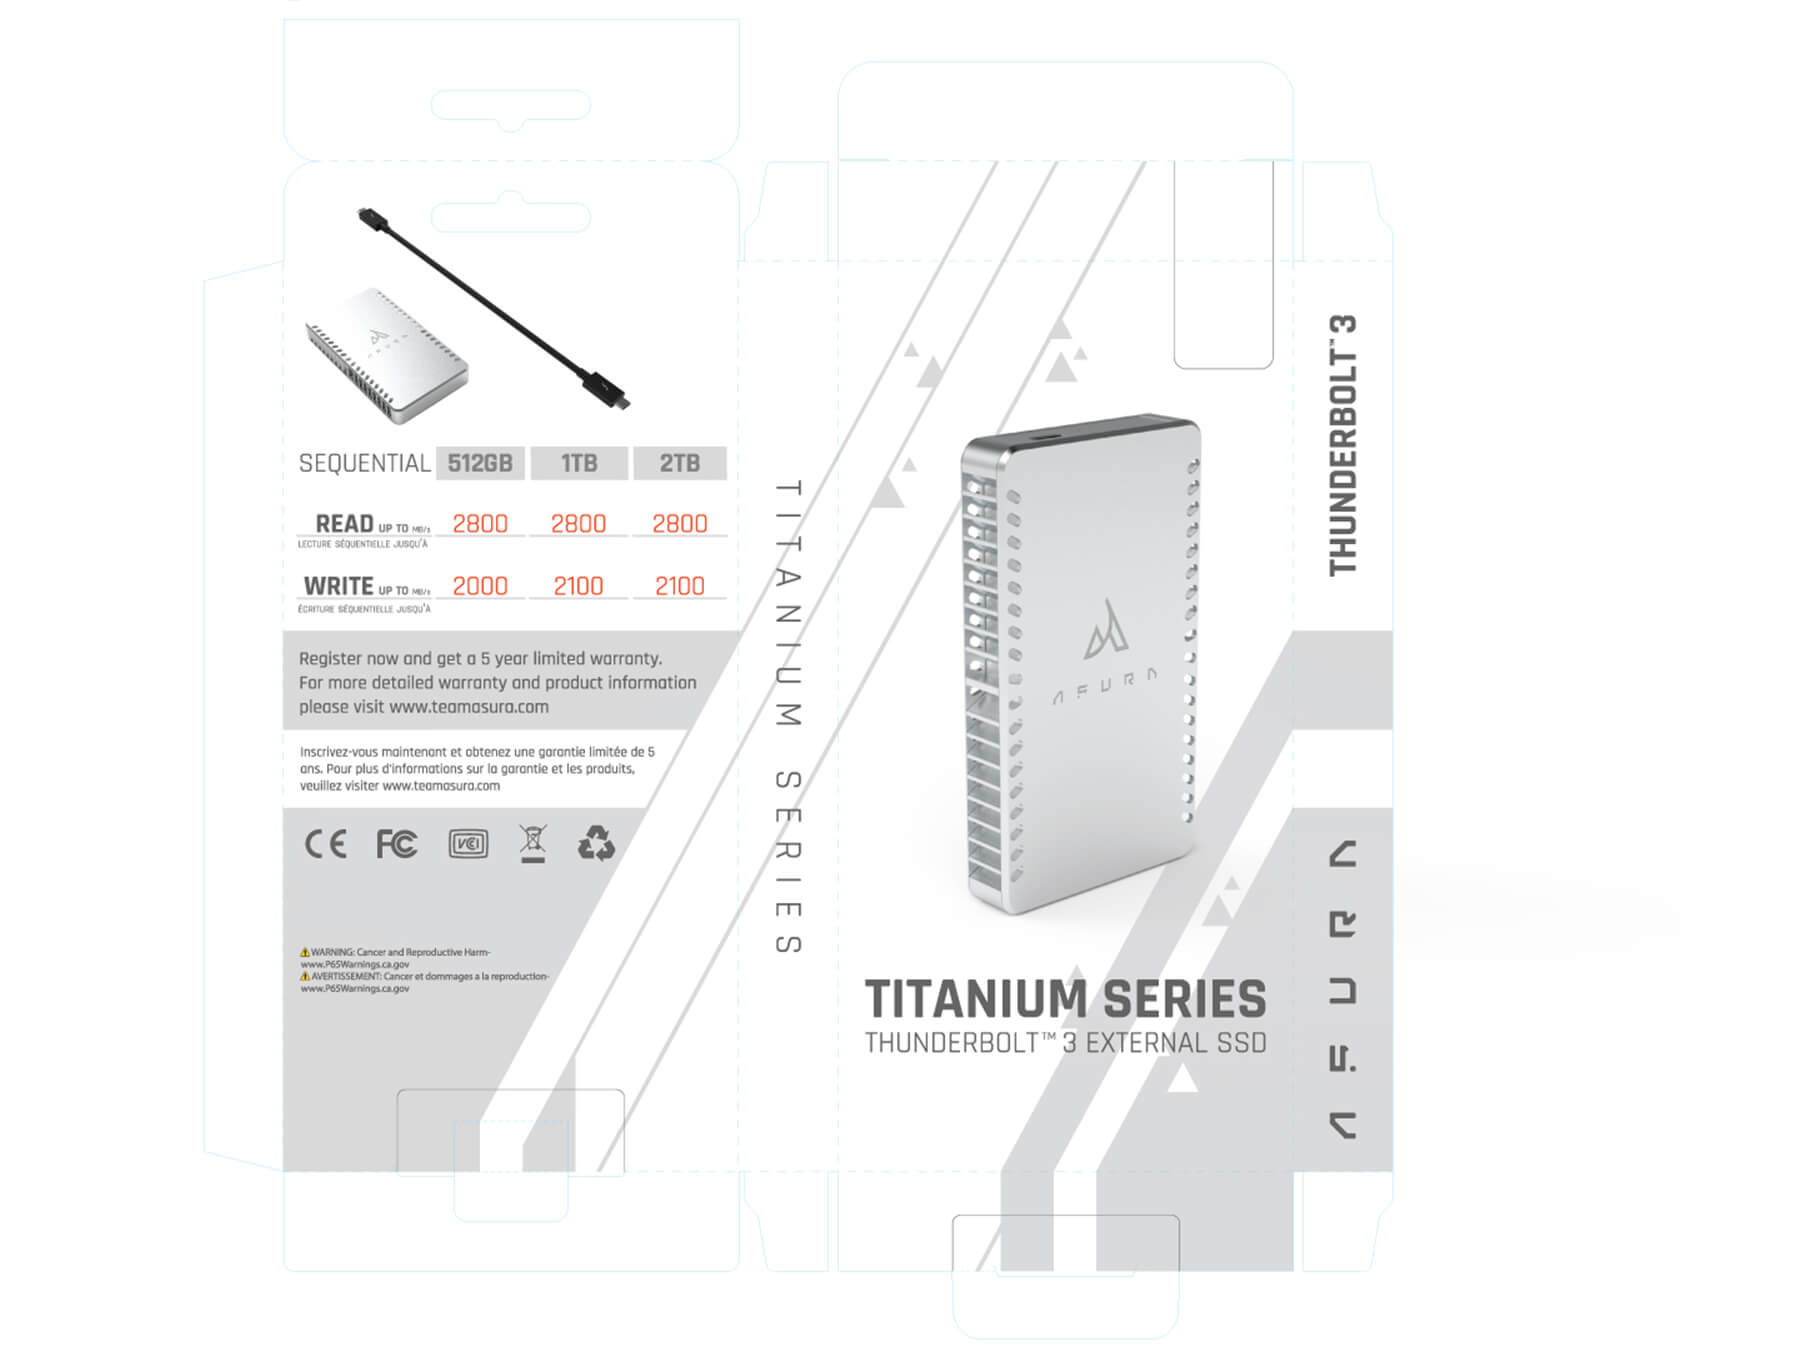 SEQUENTIAL 512GB 1TB 2TB
READ UP TO MB/s 2800 2800 2800
LECTURE SÉQUENTIELLE JUSQU'À
WRITE UP TO MB/s 2000 2100 2100
ÉCRITURE SÉQUENTIELLE JUSQU'À
Register now and get a 5 year limited warranty.
For more detailed warranty and product information
please visit www.teamasura.com
Inscrivez-vous maintenant et obtenez une garantie limitée de 5
ans. Pour plus d'informations sur la garantie et les produits,
veuillez visiter www.teamasura.com
CE FC VCI
WARNING: Cancer and Reproductive Harm-
www.P65Warnings.ca.gov
AVERTISSEMENT: Cancer et dommages a la reproduction-
www.P65Warnings.ca.gov
TITANIUM SERIES
AFURA
TITANIUM SERIES
THUNDERBOLT™ 3 EXTERNAL SSD
THUNDERBOLT™ 3
AFURA